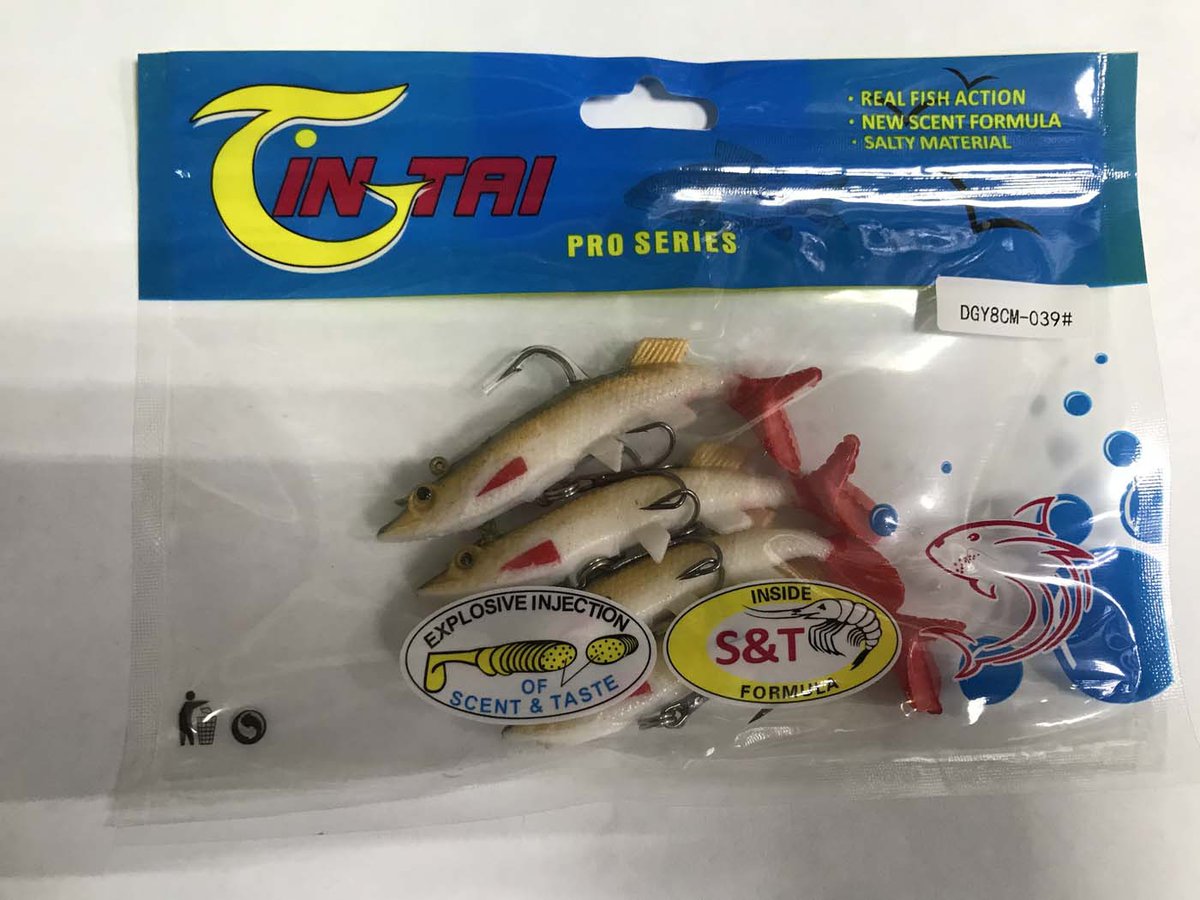 TIN-TAI
PRO SERIES
· REAL FISH ACTION
· NEW SCENT FORMULA
· SALTY MATERIAL
DGY8CM-039#
EXPLOSIVE INJECTION
OF
SCENT & TASTE
INSIDE
S&T
FORMULA